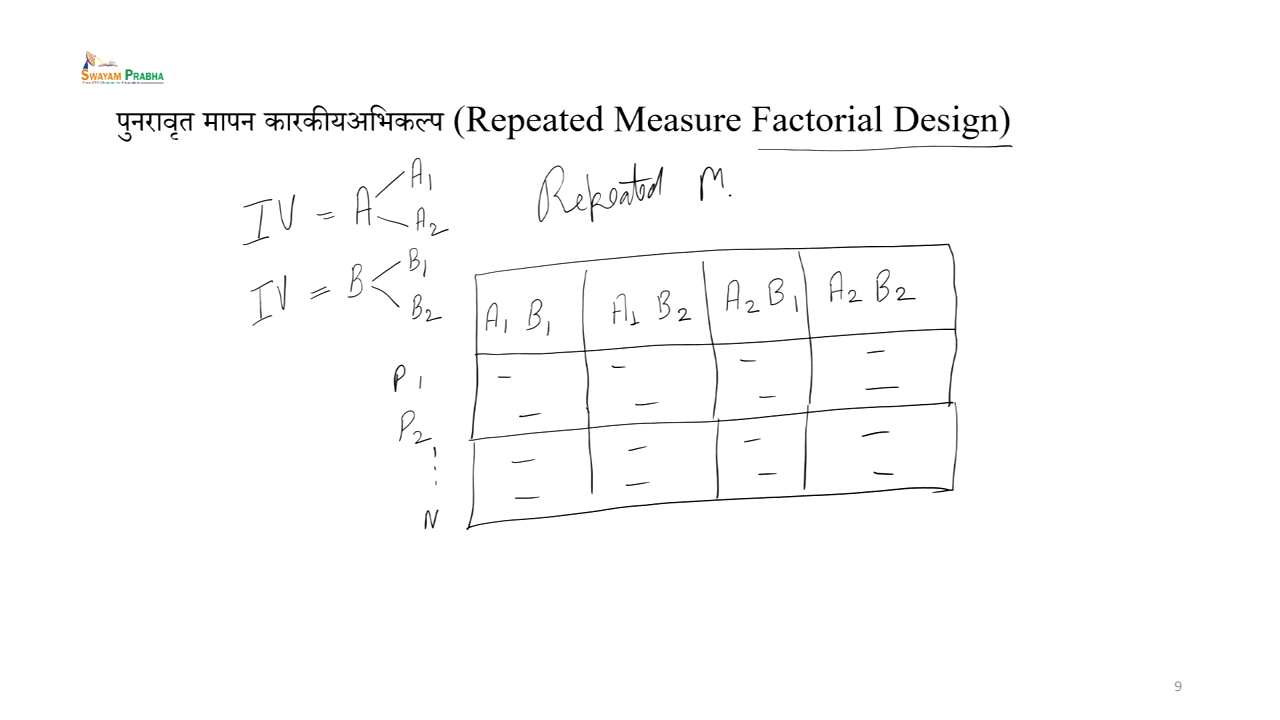 SWAYAM PRABHA
पुनरावृत मापन कारकीयअभिकल्प (Repeated Measure Factorial Design)
IV = A A1 A2
Repeated M.
IV = B B1 B2
A1 B1 A1 B2 A2 B1 A2 B2
P1 - - - -
- - - -
P2
- - - -
- - - -
N
9